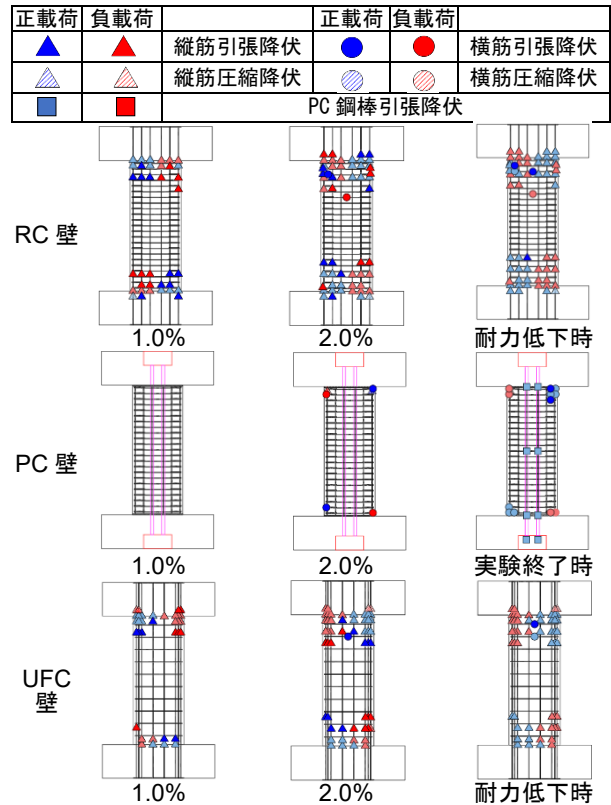 正載荷 負載荷 正載荷 負載荷
縦筋引張降伏 横筋引張降伏
縦筋圧縮降伏 横筋圧縮降伏
PC 鋼棒引張降伏
RC 壁
1.0% 2.0% 耐力低下時
PC 壁
1.0% 2.0% 実験終了時
UFC
壁
1.0% 2.0% 耐力低下時